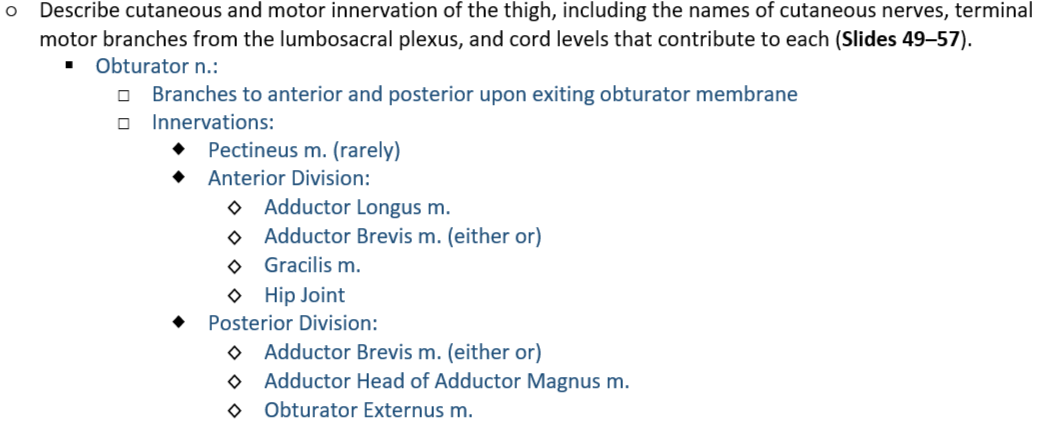 Describe cutaneous and motor innervation of the thigh, including the names of cutaneous nerves, terminal
motor branches from the lumbosacral plexus, and cord levels that contribute to each (Slides 49–57).
Obturator n.:
Branches to anterior and posterior upon exiting obturator membrane
Innervations:
Pectineus m. (rarely)
Anterior Division:
Adductor Longus m.
Adductor Brevis m. (either or)
Gracilis m.
Hip Joint
Posterior Division:
Adductor Brevis m. (either or)
Adductor Head of Adductor Magnus m.
Obturator Externus m.